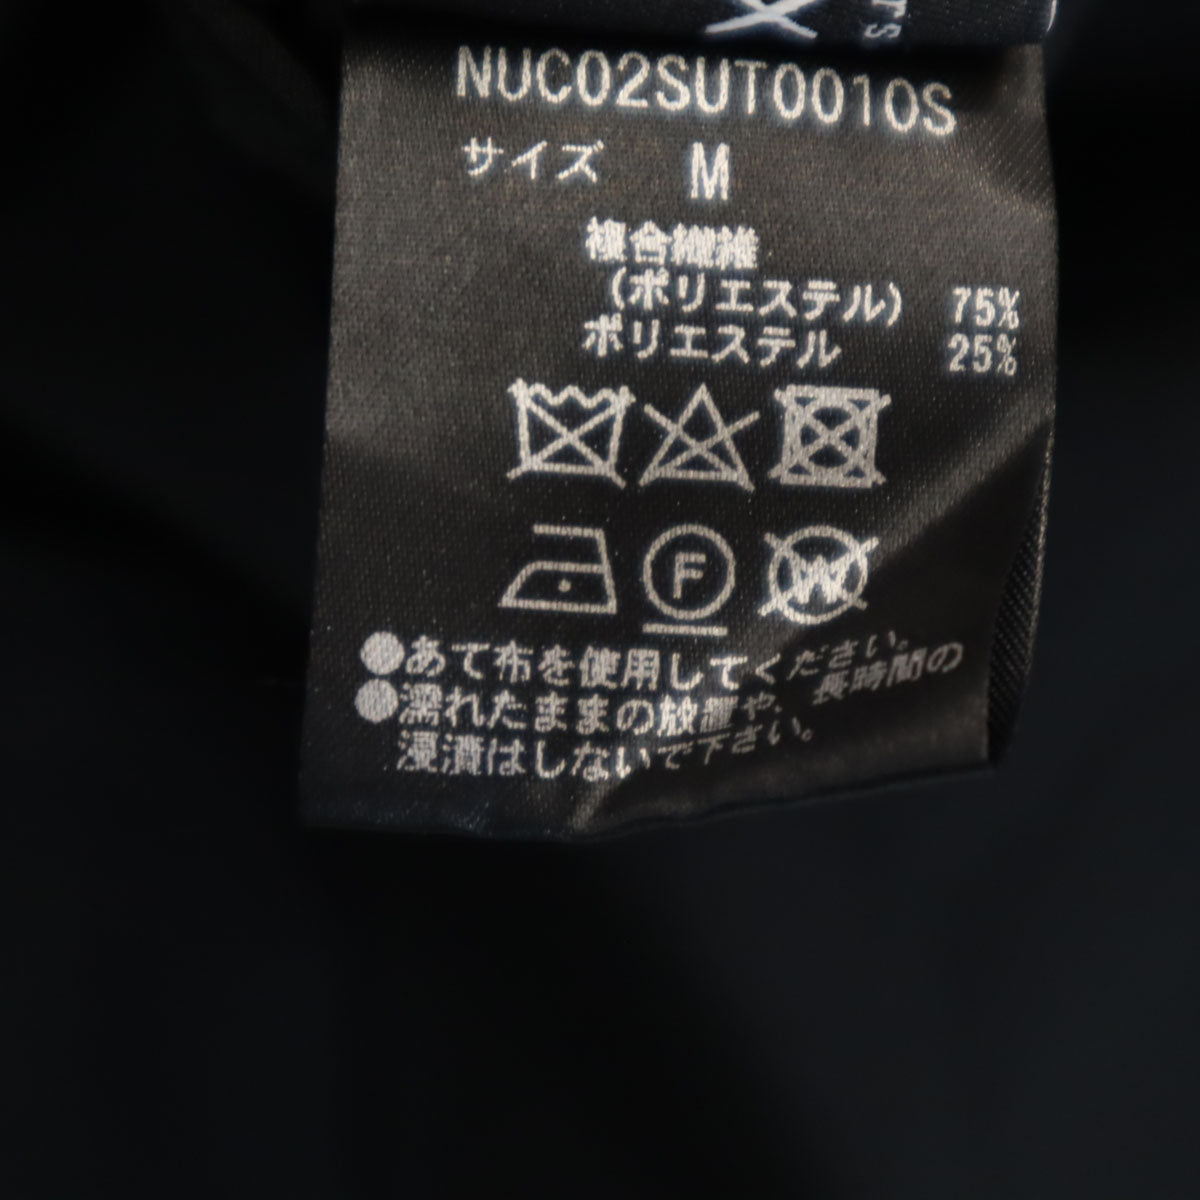 NUC02SUT0010S
サイズ M
複合繊維
(ポリエステル) 75%
ポリエステル 25%
F
W
●あて布を使用してください。
●濡れたままの放置や、長時間の
浸漬はしないで下さい。